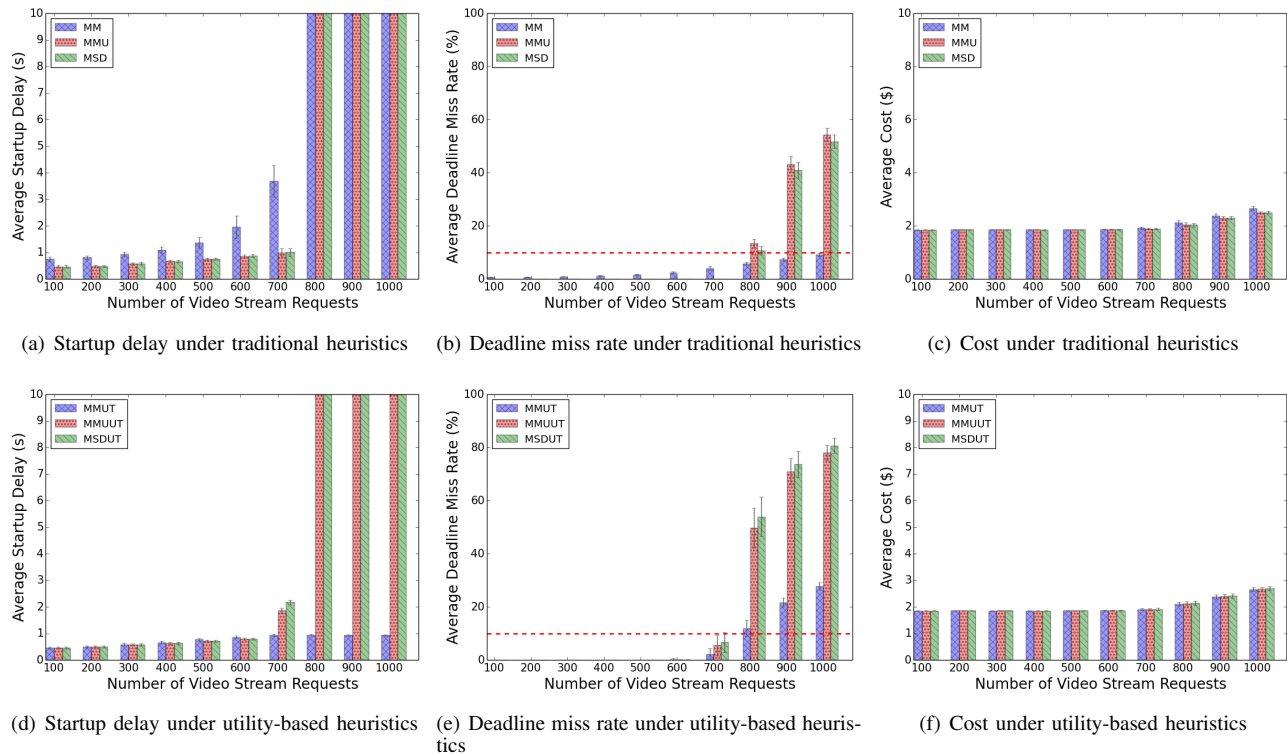 Average Startup Delay (s)
10
9
8
7
6
5
4
3
2
1
0
MM
MMU
MSD
100 200 300 400 500 600 700 800 900 1000
Number of Video Stream Requests
Average Deadline Miss Rate (%)
100
80
60
40
20
0
MM
MMU
MSD
100 200 300 400 500 600 700 800 900 1000
Number of Video Stream Requests
Average Cost ($)
10
8
6
4
2
0
MM
MMU
MSD
100 200 300 400 500 600 700 800 900 1000
Number of Video Stream Requests
(a) Startup delay under traditional heuristics
(b) Deadline miss rate under traditional heuristics
(c) Cost under traditional heuristics
Average Startup Delay (s)
10
9
8
7
6
5
4
3
2
1
0
MMUT
MMUUT
MSDUT
100 200 300 400 500 600 700 800 900 1000
Number of Video Stream Requests
Average Deadline Miss Rate (%)
100
80
60
40
20
0
MMUT
MMUUT
MSDUT
100 200 300 400 500 600 700 800 900 1000
Number of Video Stream Requests
Average Cost ($)
10
8
6
4
2
0
MMUT
MMUUT
MSDUT
100 200 300 400 500 600 700 800 900 1000
Number of Video Stream Requests
(d) Startup delay under utility-based heuristics
(e) Deadline miss rate under utility-based heuris-
tics
(f) Cost under utility-based heuristics